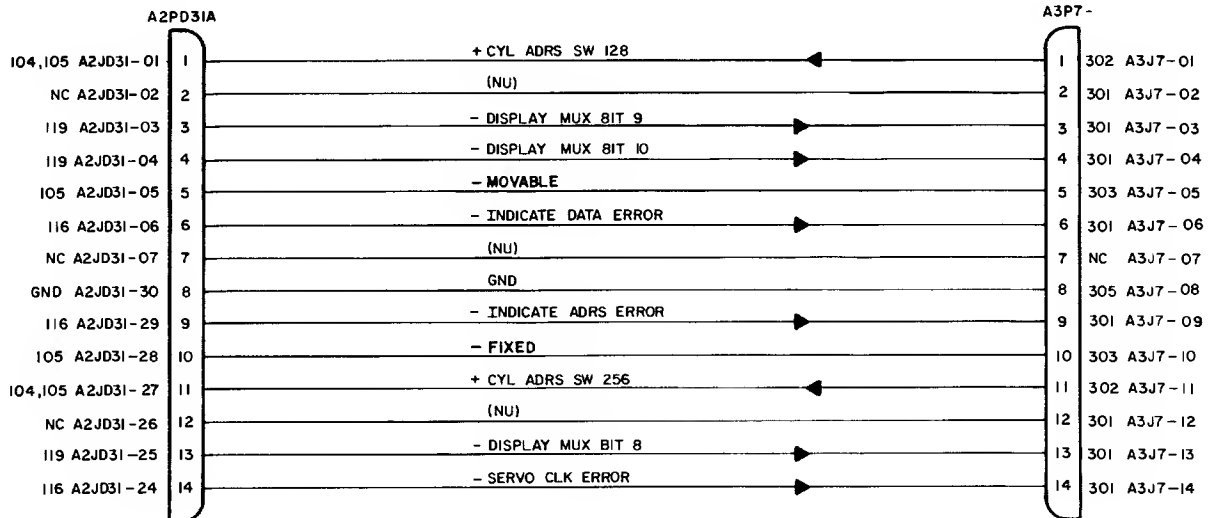 A2PD31A A3P7-
104,105 A2JD31-01 1 + CYL ADRS SW 128 1 302 A3J7-01
NC A2JD31-02 2 (NU) 2 301 A3J7-02
119 A2JD31-03 3 - DISPLAY MUX BIT 9 3 301 A3J7-03
119 A2JD31-04 4 - DISPLAY MUX BIT 10 4 301 A3J7-04
105 A2JD31-05 5 - MOVABLE 5 303 A3J7-05
116 A2JD31-06 6 - INDICATE DATA ERROR 6 301 A3J7-06
NC A2JD31-07 7 (NU) 7 NC A3J7-07
GND A2JD31-30 8 GND 8 305 A3J7-08
116 A2JD31-29 9 - INDICATE ADRS ERROR 9 301 A3J7-09
105 A2JD31-28 10 - FIXED 10 303 A3J7-10
104,105 A2JD31-27 11 + CYL ADRS SW 256 11 302 A3J7-11
NC A2JD31-26 12 (NU) 12 301 A3J7-12
119 A2JD31-25 13 - DISPLAY MUX BIT 8 13 301 A3J7-13
116 A2JD31-24 14 - SERVO CLK ERROR 14 301 A3J7-14